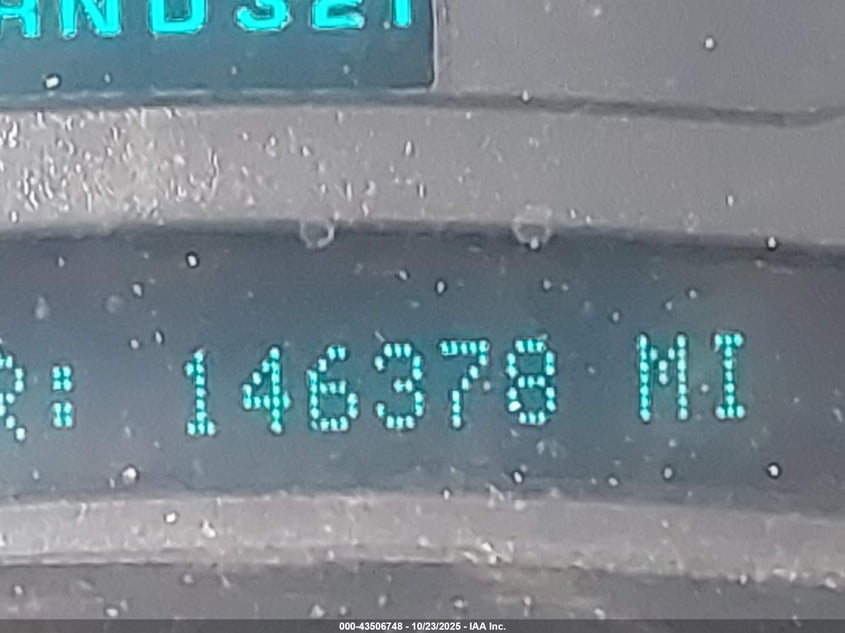 RND321
R: 146378 MI
000-43506748 - 10/23/2025 - IAA Inc.